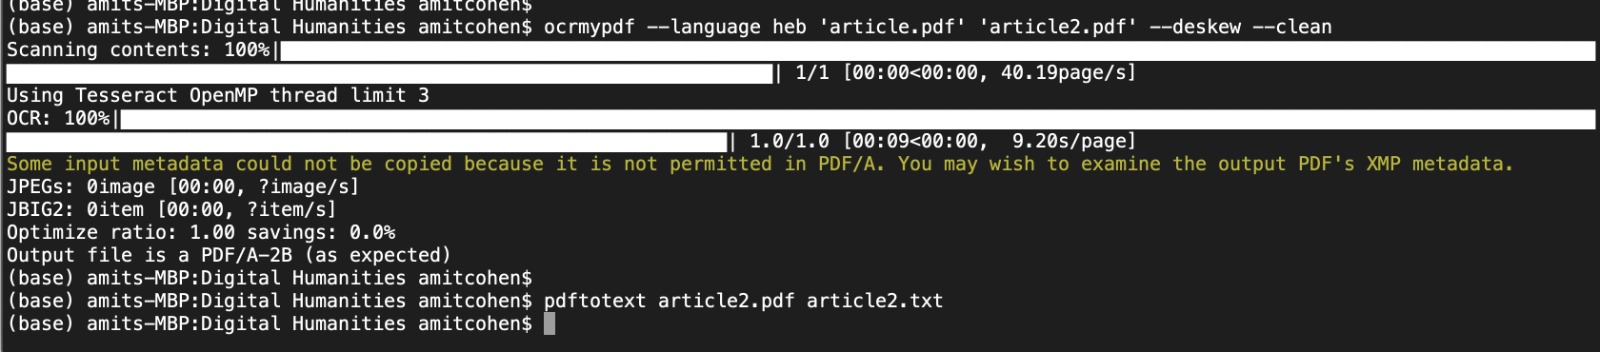 (base) amits-MBP:Digital Humanities amitcohen$
(base) amits-MBP:Digital Humanities amitcohen$ ocrmypdf --language heb 'article.pdf' 'article2.pdf' --deskew --clean
Scanning contents: 100%|
| 1/1 [00:00<00:00, 40.19page/s]
Using Tesseract OpenMP thread limit 3
OCR: 100%|
| 1.0/1.0 [00:09<00:00,  9.20s/page]
Some input metadata could not be copied because it is not permitted in PDF/A. You may wish to examine the output PDF's XMP metadata.
JPEGs: 0image [00:00, ?image/s]
JBIG2: 0item [00:00, ?item/s]
Optimize ratio: 1.00 savings: 0.0%
Output file is a PDF/A-2B (as expected)
(base) amits-MBP:Digital Humanities amitcohen$
(base) amits-MBP:Digital Humanities amitcohen$ pdftotext article2.pdf article2.txt
(base) amits-MBP:Digital Humanities amitcohen$